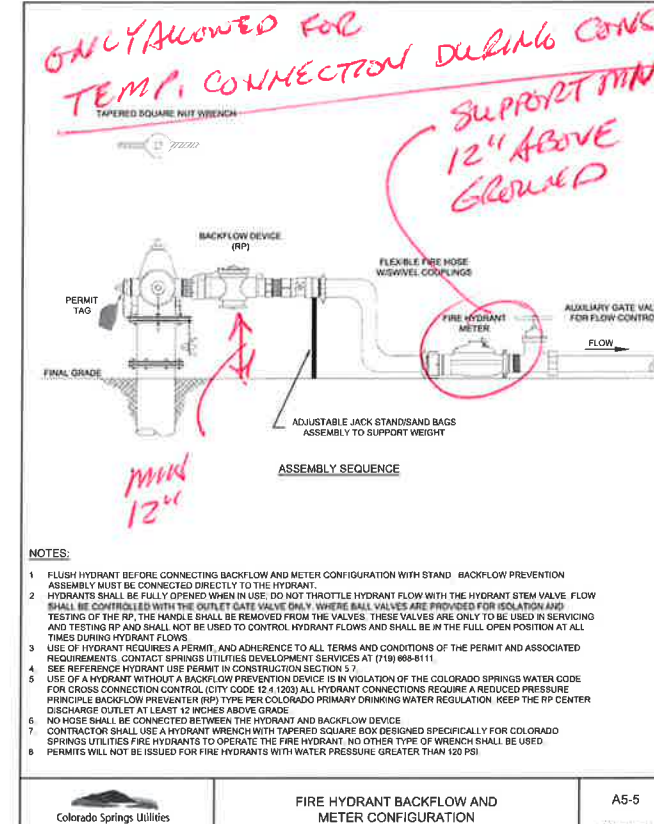 ONLY ALLOWED FOR
TEMP. CONNECTION DURING CONS
SUPPORT MIN
12" ABOVE
GROUND
TAPERED SQUARE NUT WRENCH
BACKFLOW DEVICE
(RP)
FLEXIBLE FIRE HOSE
W/SWIVEL COUPLINGS
PERMIT
TAG
FIRE HYDRANT
METER
AUXILIARY GATE VAL
FOR FLOW CONTRO
FLOW
FINAL GRADE
ADJUSTABLE JACK STAND/SAND BAGS
ASSEMBLY TO SUPPORT WEIGHT
MIN
12"
ASSEMBLY SEQUENCE
NOTES:
1 FLUSH HYDRANT BEFORE CONNECTING BACKFLOW AND METER CONFIGURATION WITH STAND BACKFLOW PREVENTION
ASSEMBLY MUST BE CONNECTED DIRECTLY TO THE HYDRANT.
2 HYDRANTS SHALL BE FULLY OPENED WHEN IN USE, DO NOT THROTTLE HYDRANT FLOW WITH THE HYDRANT STEM VALVE FLOW
SHALL BE CONTROLLED WITH THE OUTLET GATE VALVE ONLY. WHERE BALL VALVES ARE PROVIDED FOR ISOLATION AND
TESTING OF THE RP, THE HANDLE SHALL BE REMOVED FROM THE VALVES. THESE VALVES ARE ONLY TO BE USED IN SERVICING
AND TESTING RP AND SHALL NOT BE USED TO CONTROL HYDRANT FLOWS AND SHALL BE IN THE FULL OPEN POSITION AT ALL
TIMES DURING HYDRANT FLOWS
3 USE OF HYDRANT REQUIRES A PERMIT, AND ADHERENCE TO ALL TERMS AND CONDITIONS OF THE PERMIT AND ASSOCIATED
REQUIREMENTS. CONTACT SPRINGS UTILITIES DEVELOPMENT SERVICES AT (719) 668-8111
4 SEE REFERENCE HYDRANT USE PERMIT IN CONSTRUCTION SECTION 5 7
5 USE OF A HYDRANT WITHOUT A BACKFLOW PREVENTION DEVICE IS IN VIOLATION OF THE COLORADO SPRINGS WATER CODE
FOR CROSS CONNECTION CONTROL (CITY CODE 12 4 1203) ALL HYDRANT CONNECTIONS REQUIRE A REDUCED PRESSURE
PRINCIPLE BACKFLOW PREVENTER (RP) TYPE PER COLORADO PRIMARY DRINKING WATER REGULATION. KEEP THE RP CENTER
DISCHARGE OUTLET AT LEAST 12 INCHES ABOVE GRADE
6 NO HOSE SHALL BE CONNECTED BETWEEN THE HYDRANT AND BACKFLOW DEVICE
7 CONTRACTOR SHALL USE A HYDRANT WRENCH WITH TAPERED SQUARE BOX DESIGNED SPECIFICALLY FOR COLORADO
SPRINGS UTILITIES FIRE HYDRANTS TO OPERATE THE FIRE HYDRANT. NO OTHER TYPE OF WRENCH SHALL BE USED
8 PERMITS WILL NOT BE ISSUED FOR FIRE HYDRANTS WITH WATER PRESSURE GREATER THAN 120 PSI
Colorado Springs Utilities
FIRE HYDRANT BACKFLOW AND
METER CONFIGURATION
A5-5